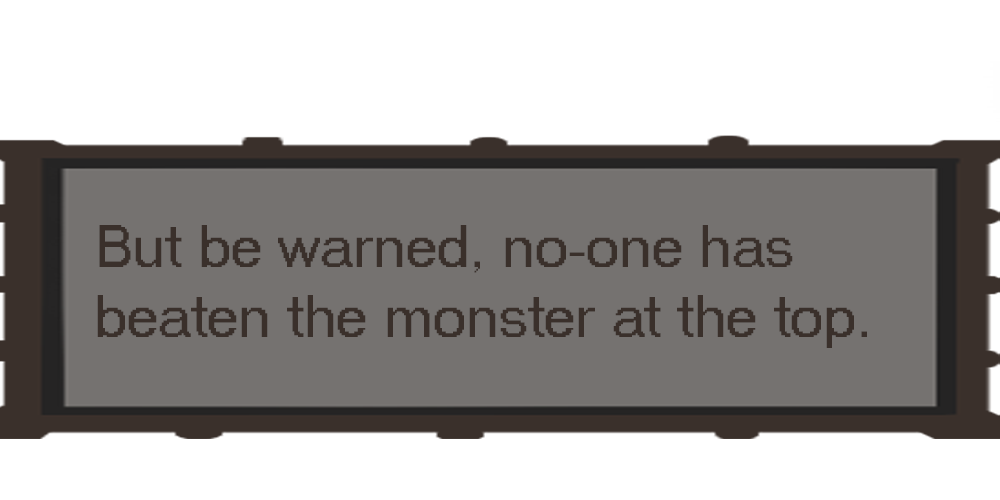 But be warned, no-one has
beaten the monster at the top.